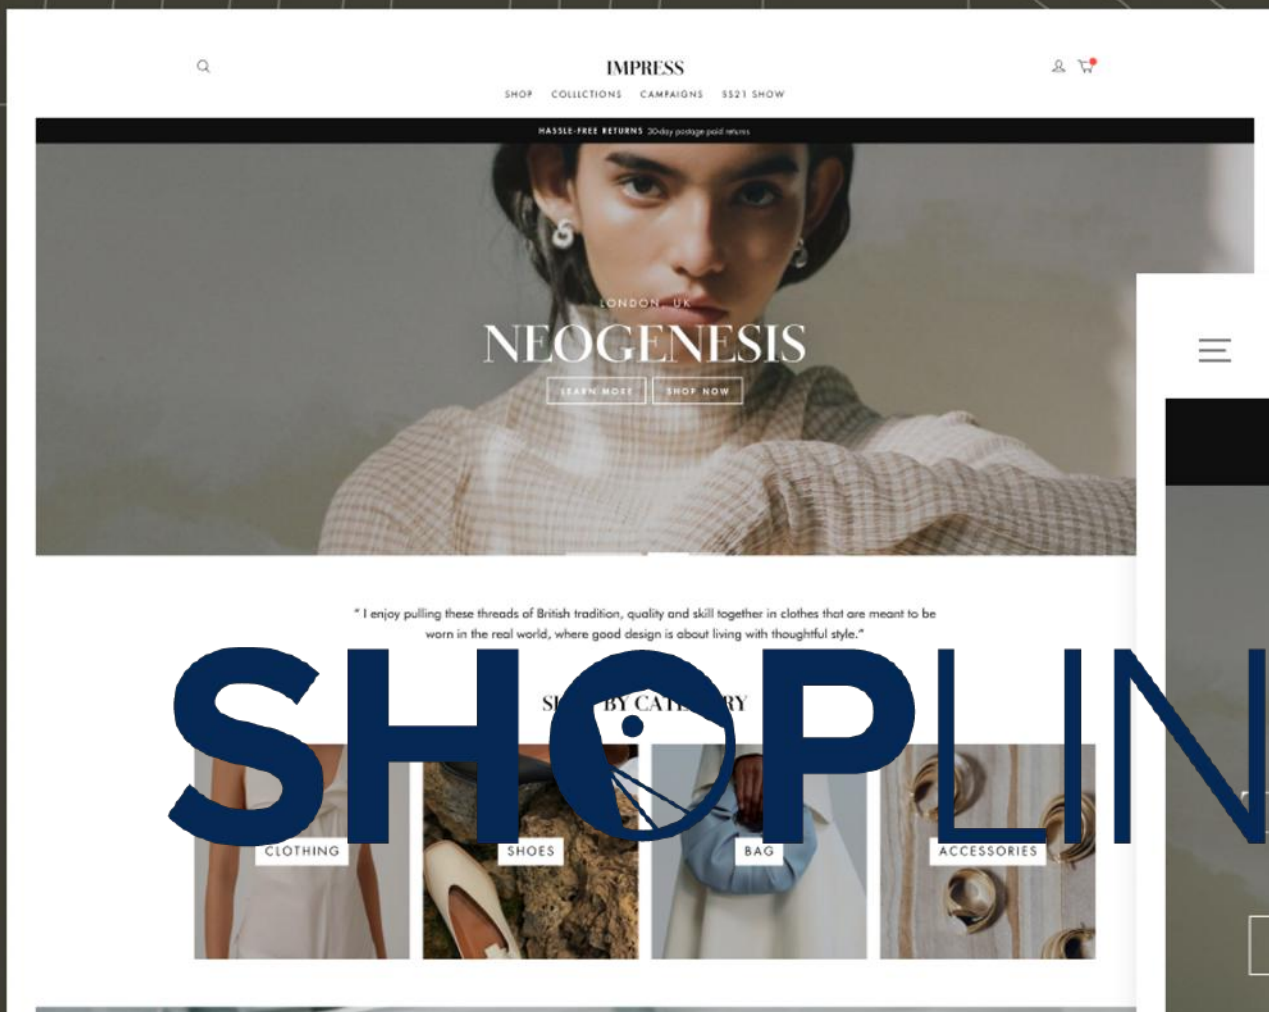 IMPRESS
SHOP COLLLCTIONS CAMPAIGNS SS21 SHOW
HASSLE-FREE RETURNS 30-day postage paid returns
LONDON, UK
NEOGENESIS
LEARN MORE SHOP NOW
“ I enjoy pulling these threads of British tradition, quality and skill together in clothes that are meant to be
worn in the real world, where good design is about living with thoughtful style.”
BY
SHOPLIN
CLOTHING SHOES BAG ACCESSORIES